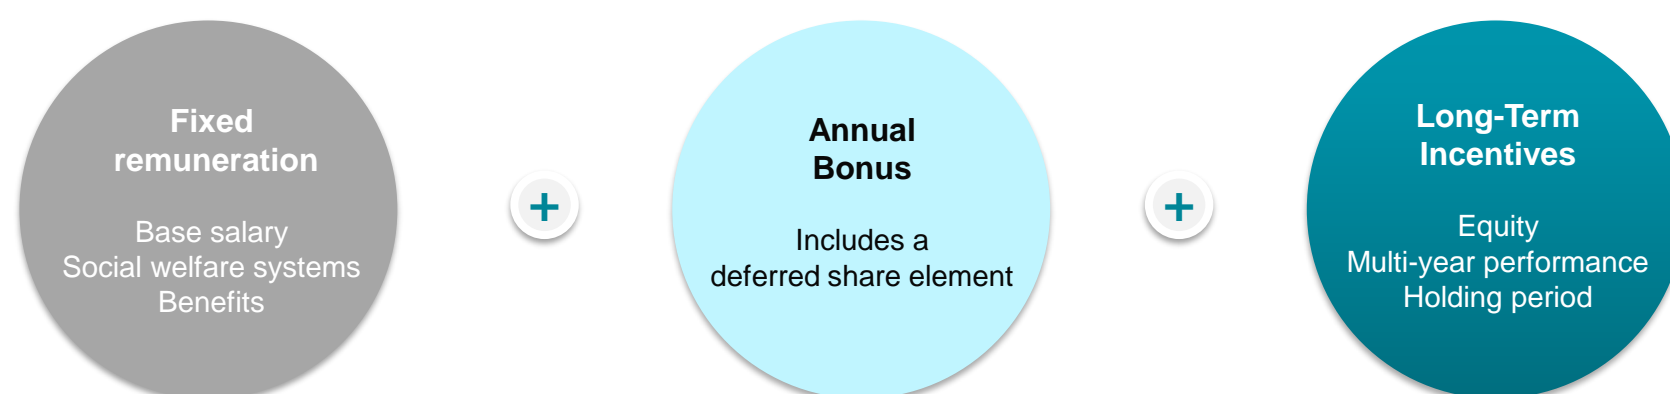 Fixed
remuneration
Base salary
Social welfare systems
Benefits
+
Annual
Bonus
Includes a
deferred share element
+
Long-Term
Incentives
Equity
Multi-year performance
Holding period